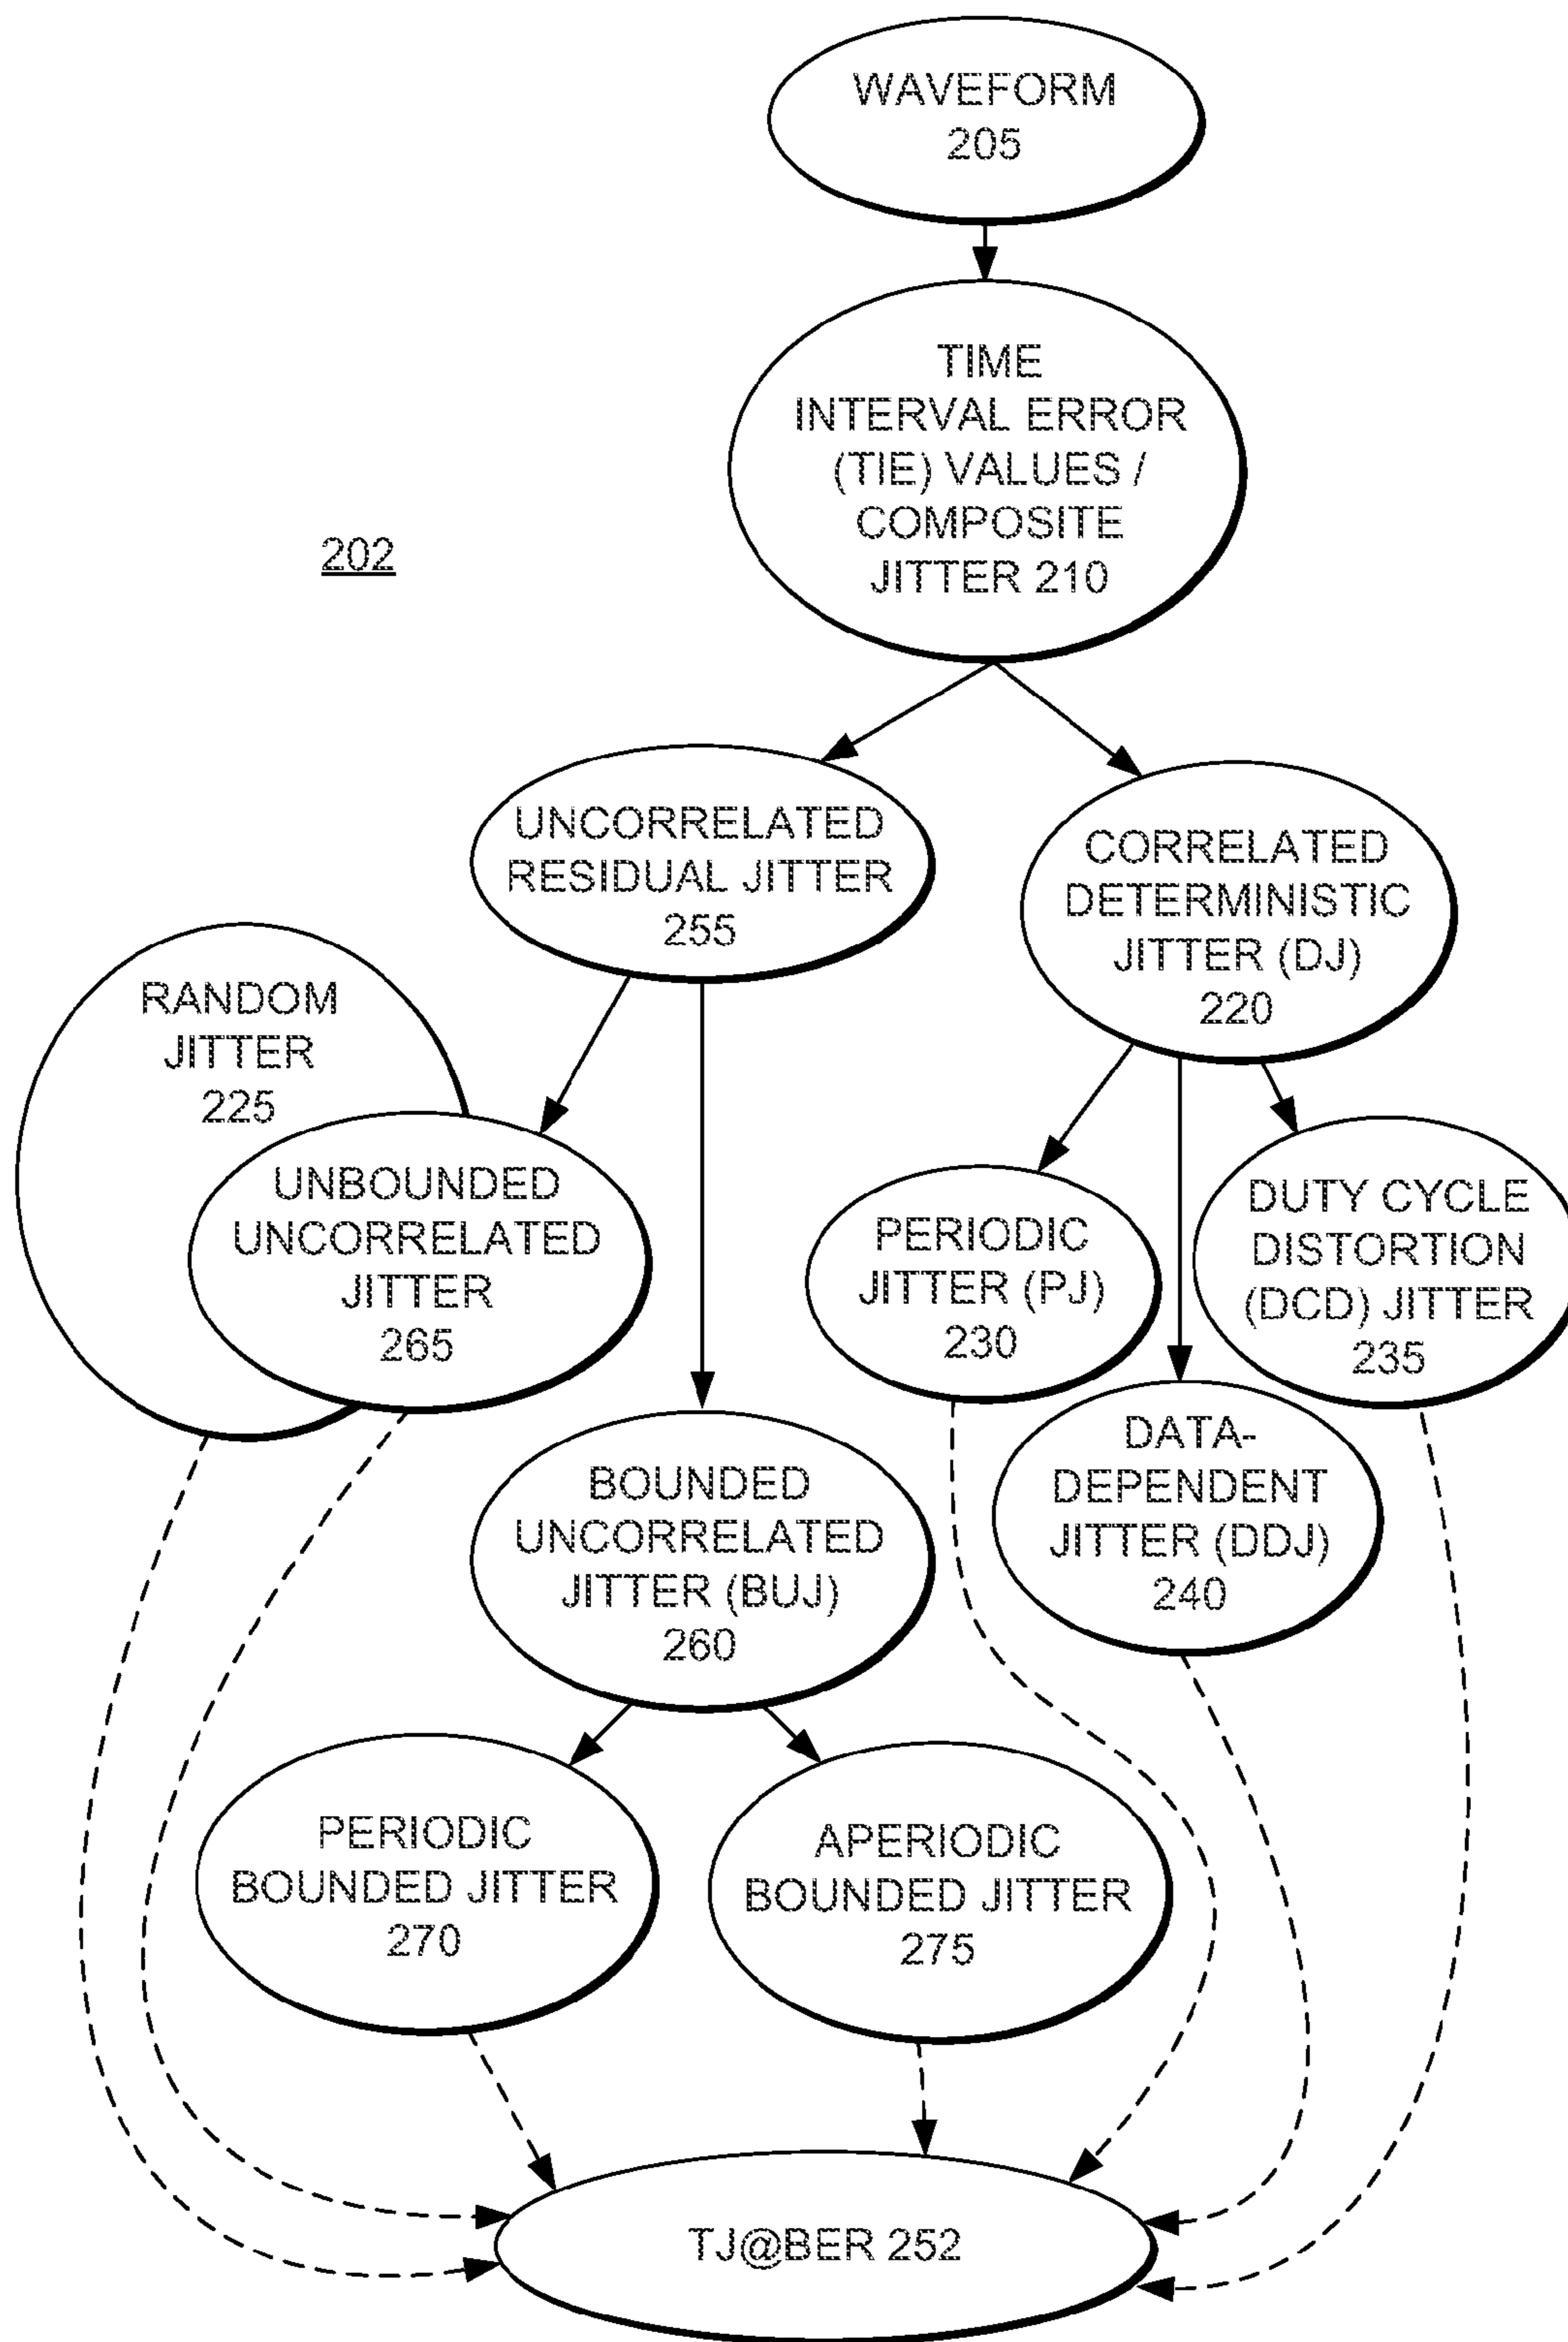 WAVEFORM
205
TIME
INTERVAL ERROR
(TIE) VALUES /
COMPOSITE
JITTER 210
202
UNCORRELATED
RESIDUAL JITTER
255
CORRELATED
DETERMINISTIC
JITTER (DJ)
220
RANDOM
JITTER
225
UNBOUNDED
UNCORRELATED
JITTER
265
PERIODIC
JITTER (PJ)
230
DUTY CYCLE
DISTORTION
(DCD) JITTER
235
DATA-
DEPENDENT
JITTER (DDJ)
240
BOUNDED
UNCORRELATED
JITTER (BUJ)
260
PERIODIC
BOUNDED JITTER
270
APERIODIC
BOUNDED JITTER
275
TJ@BER 252